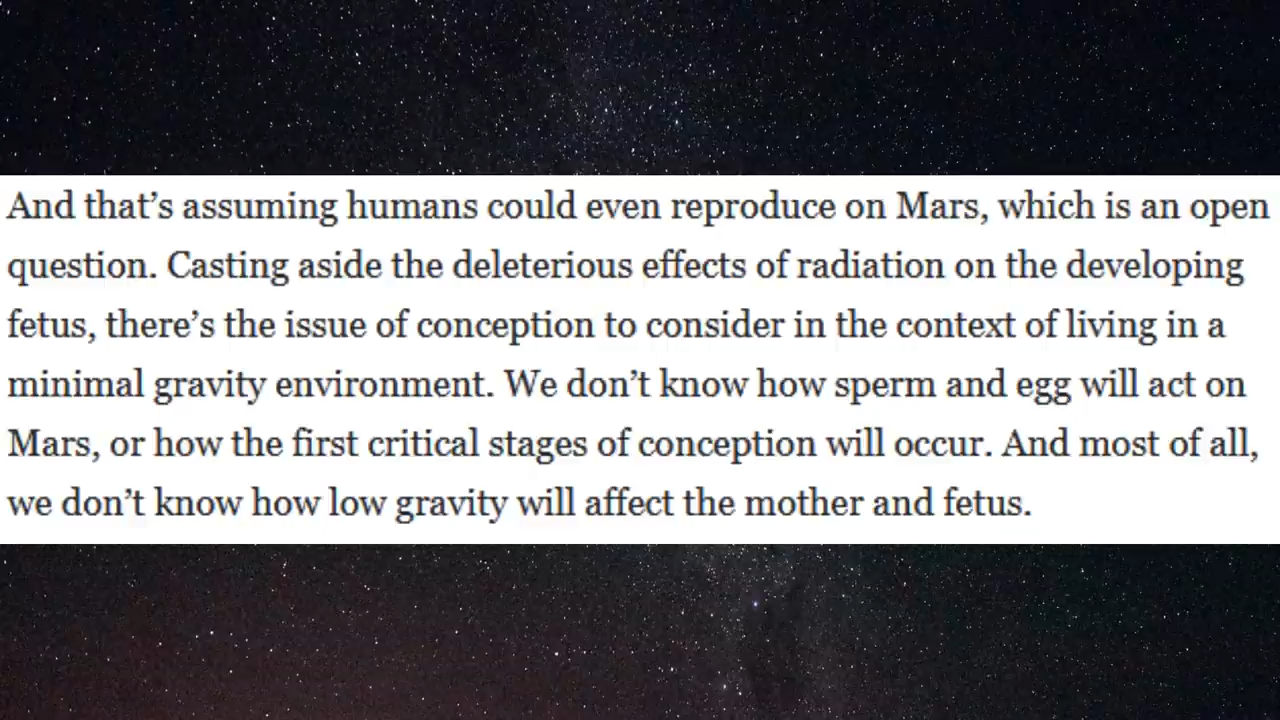 And that’s assuming humans could even reproduce on Mars, which is an open
question. Casting aside the deleterious effects of radiation on the developing
fetus, there’s the issue of conception to consider in the context of living in a
minimal gravity environment. We don’t know how sperm and egg will act on
Mars, or how the first critical stages of conception will occur. And most of all,
we don’t know how low gravity will affect the mother and fetus.